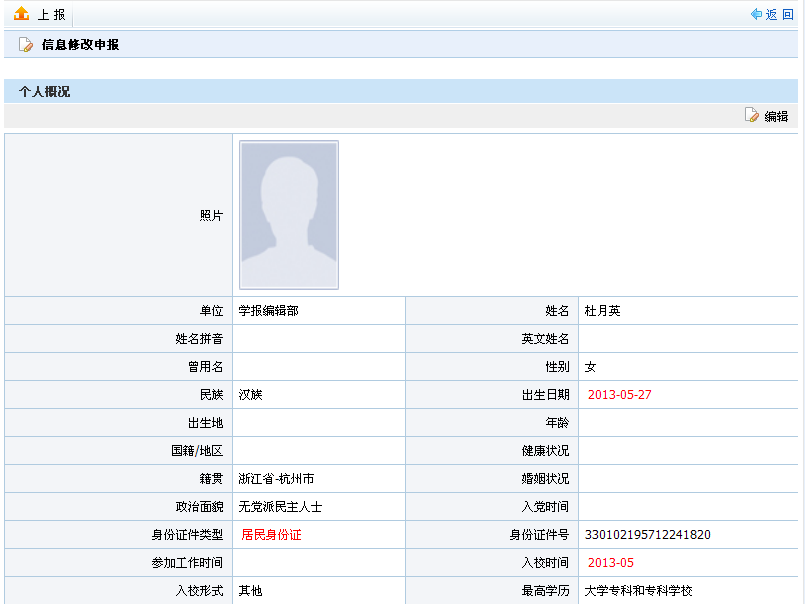 上 报 返 回
信息修改申报
个人概况
编辑
照片
单位 学报编辑部 姓名 杜月英
姓名拼音 英文姓名
曾用名 性别 女
民族 汉族 出生日期 2013-05-27
出生地 年龄
国籍/地区 健康状况
籍贯 浙江省-杭州市 婚姻状况
政治面貌 无党派民主人士 入党时间
身份证件类型 居民身份证 身份证件号 330102195712241820
参加工作时间 入校时间 2013-05
入校形式 其他 最高学历 大学专科和专科学校